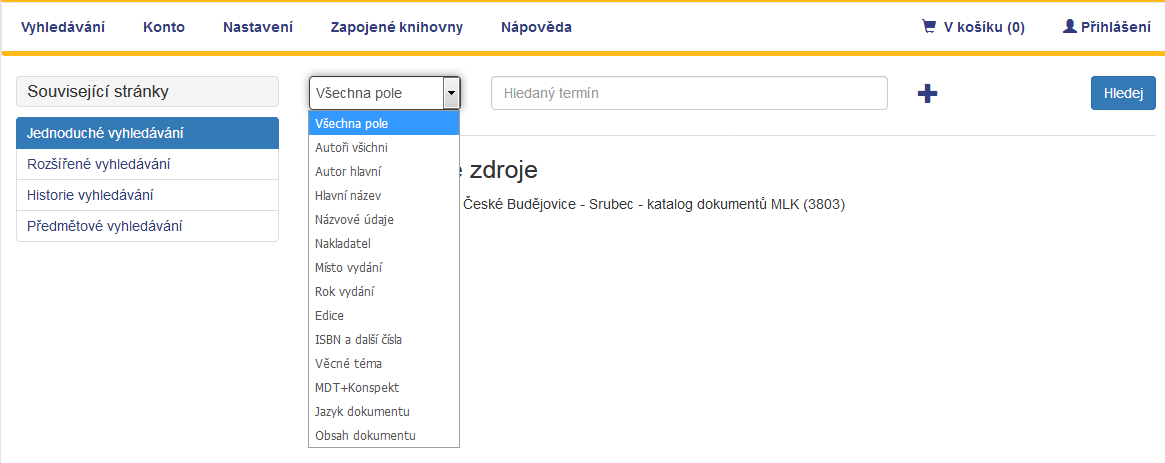 Vyhledávání Konto Nastavení Zapojené knihovny Nápověda V košíku (0) Přihlášení
Související stránky
Jednoduché vyhledávání
Rozšířené vyhledávání
Historie vyhledávání
Předmětové vyhledávání
Všechna pole Hledaný termín Hledej
Všechna pole
Autoři všichni
Autor hlavní
Hlavní název
Názvové údaje
Nakladatel
Místo vydání
Rok vydání
Edice
ISBN a další čísla
Věcné téma
MDT+Konspekt
Jazyk dokumentu
Obsah dokumentu
zdroje
České Budějovice - Srubec - katalog dokumentů MLK (3803)